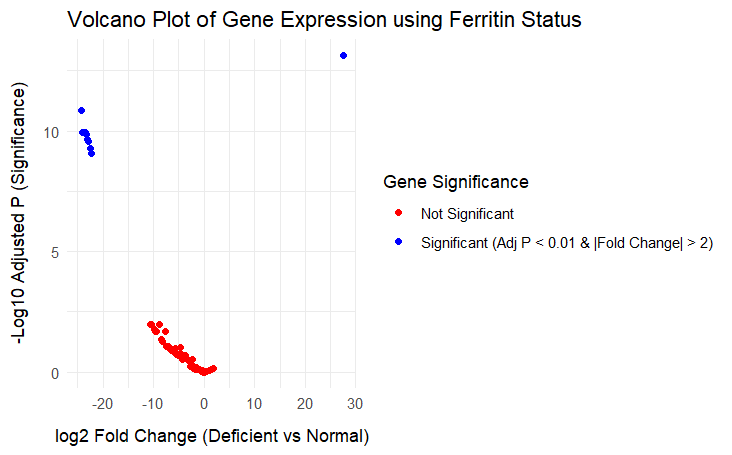 Volcano Plot of Gene Expression using Ferritin Status
-Log10 Adjusted P (Significance)
10
5
0
-20 -10 0 10 20 30
log2 Fold Change (Deficient vs Normal)
Gene Significance
Not Significant
Significant (Adj P < 0.01 & |Fold Change| > 2)